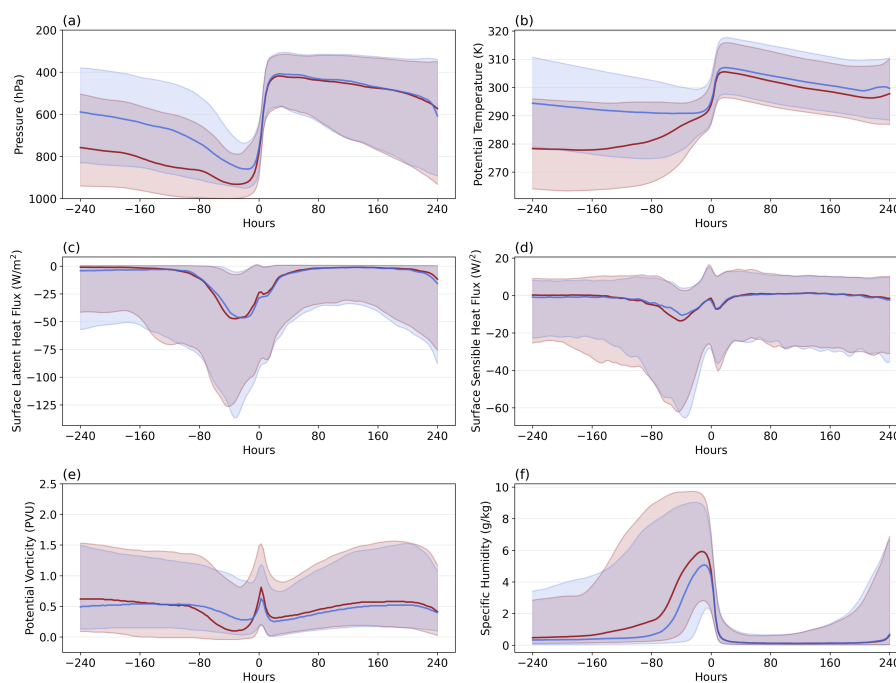 (a)
200
400
600
800
1000
Pressure (hPa)
−240 −160 −80 0 80 160 240
Hours
(b)
320
310
300
290
280
270
Potential Temperature (K)
−240 −160 −80 0 80 160 240
Hours
(c)
0
−25
−50
−75
−100
−125
Surface Latent Heat Flux (W/m²)
−240 −160 −80 0 80 160 240
Hours
(d)
20
0
−20
−40
−60
Surface Sensible Heat Flux (W/²)
−240 −160 −80 0 80 160 240
Hours
(e)
2.5
2.0
1.5
1.0
0.5
0.0
Potential Vorticity (PVU)
−240 −160 −80 0 80 160 240
Hours
(f)
10
8
6
4
2
0
Specific Humidity (g/kg)
−240 −160 −80 0 80 160 240
Hours